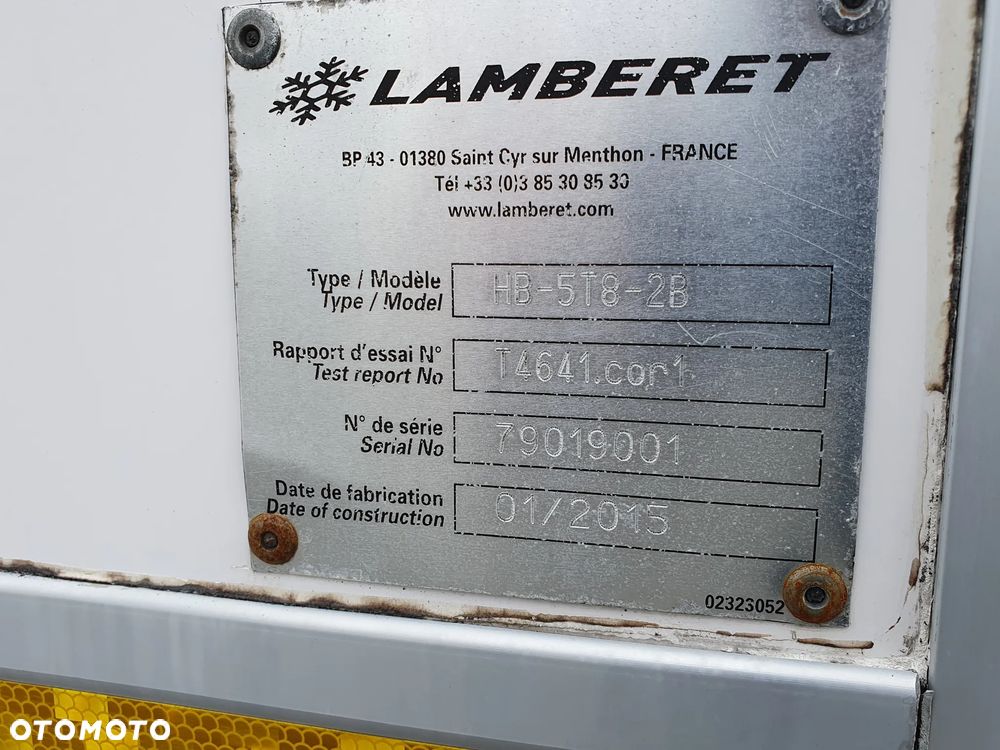 LAMBERET
BP 43 - 01380 Saint Cyr sur Menthon - FRANCE
Tél +33 (0)3 85 30 85 30
www.lamberet.com
Type / Modèle
Type / Model
HB-5T8-2B
Rapport d'essai N°
Test report No
T4641.cor1
N° de série
Serial No
79019001
Date de fabrication
Date of construction
01/2015
02323052
OTOMOTO